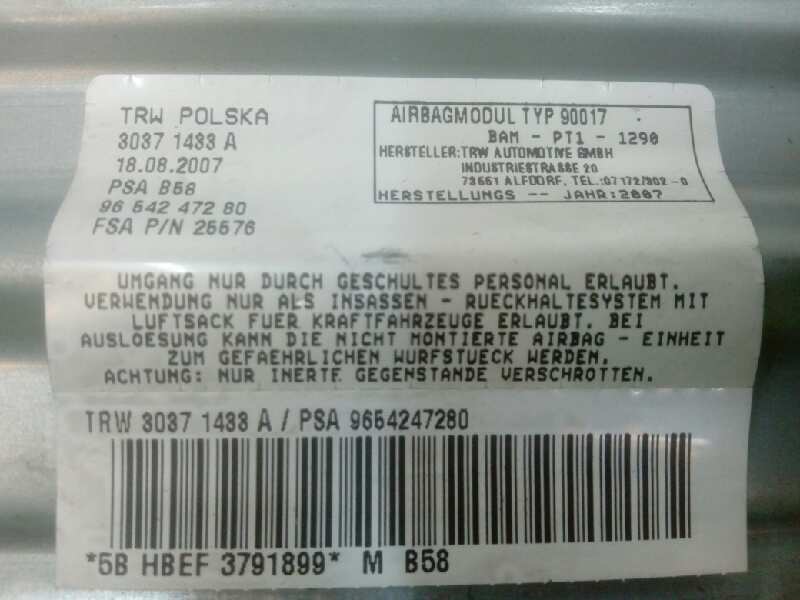 TRW POLSKA
3037 1433 A
18.08.2007
PSA B58
96 542 472 80
FSA P/N 25576
AIRBAGMODUL TYP 90017
BAM - PT1 - 1290
HERSTELLER:TRW AUTOMOTIVE GMBH
INDUSTRIESTRASSE 20
73551 ALFDORF, TEL.:07172/302 -0
HERSTELLUNGS -- JAHR:2007
UMGANG NUR DURCH GESCHULTES PERSONAL ERLAUBT.
VERWENDUNG NUR ALS INSASSEN - RUECKHALTESYSTEM MIT
LUFTSACK FUER KRAFTFAHRZEUGE ERLAUBT. BEI
AUSLOESUNG KANN DIE NICHT MONTIERTE AIRBAG - EINHEIT
ZUM GEFAEHRLICHEN WURFSTUECK WERDEN.
ACHTUNG: NUR INERTE GEGENSTANDE VERSCHROTTEN.
TRW 3037 1433 A / PSA 9654247280
*5B HBEF 3791899* M B58